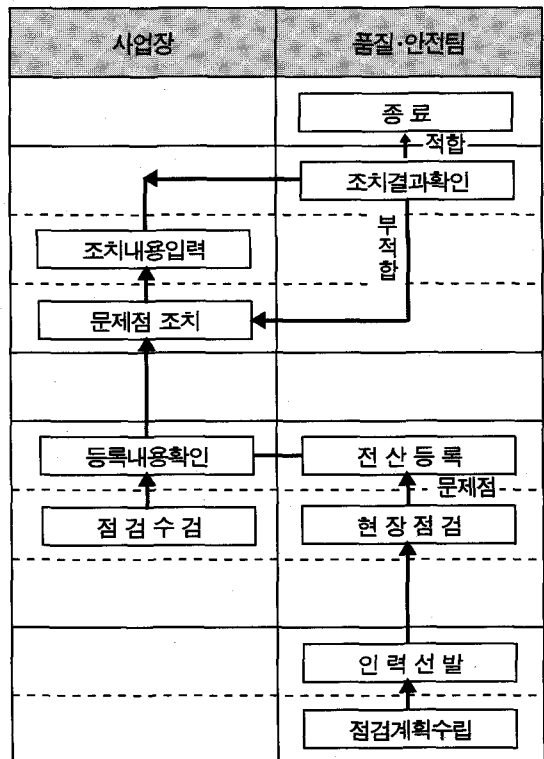 사업장
품질·안전팀
종 료
적합
조치결과확인
부적합
조치내용입력
문제점 조치
등록내용확인
전 산 등 록
문제점
점 검 수 검
현 장 점 검
인 력 선 발
점검계획수립